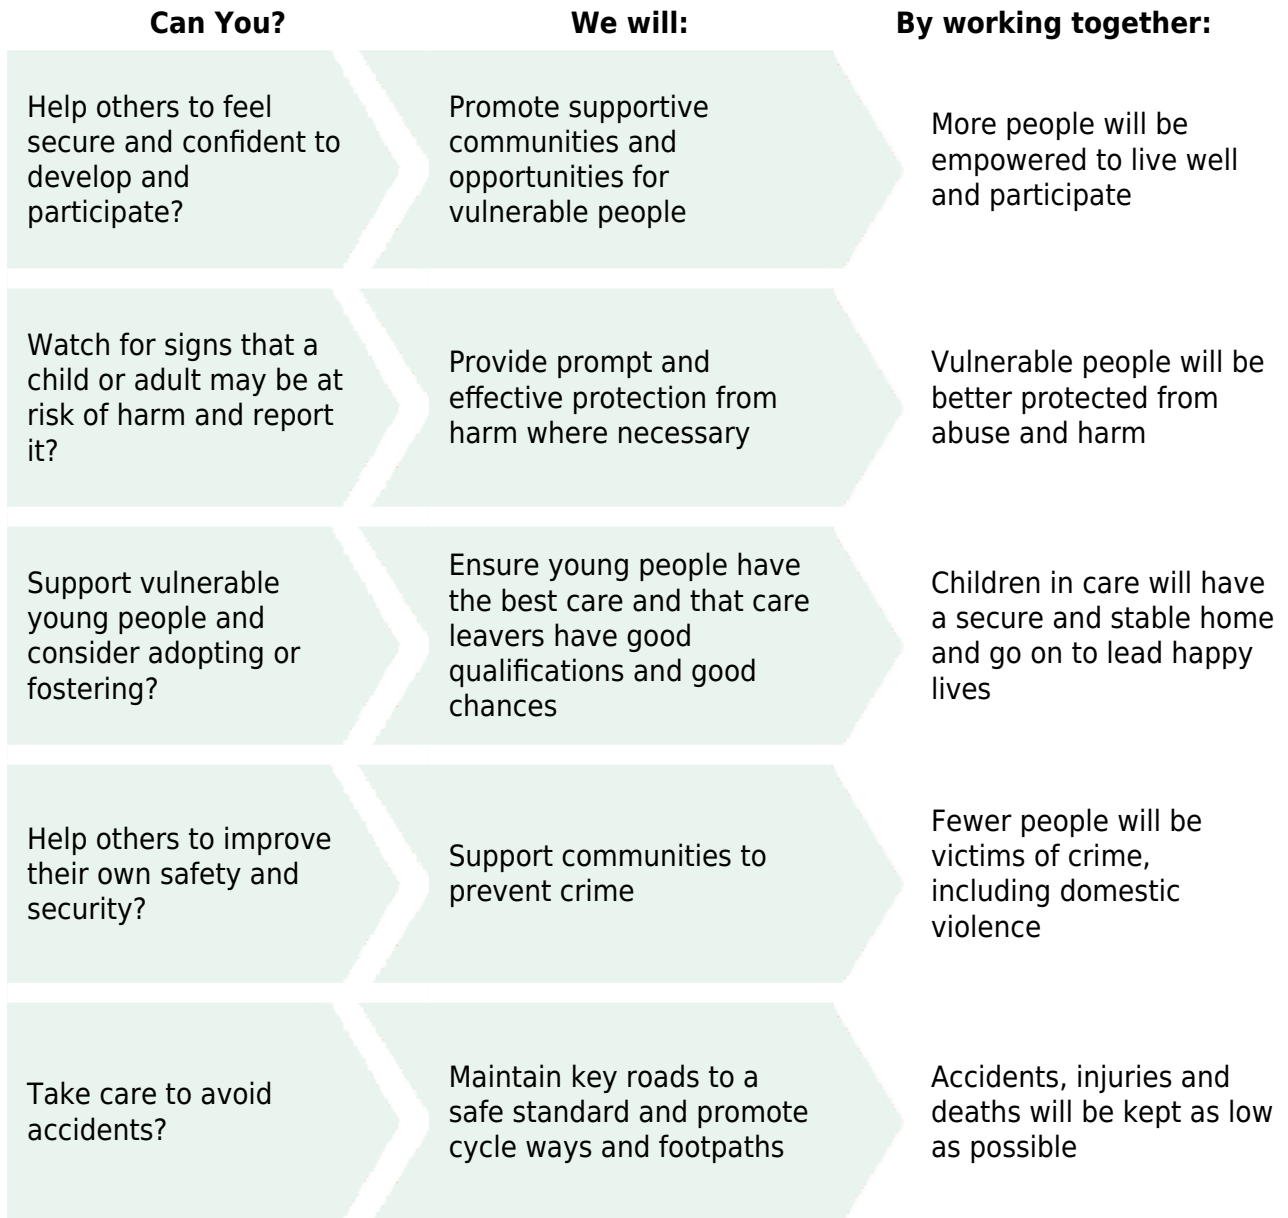 Can You?
We will:
By working together:
Help others to feel
secure and confident to
develop and
participate?
Promote supportive
communities and
opportunities for
vulnerable people
More people will be
empowered to live well
and participate
Watch for signs that a
child or adult may be at
risk of harm and report
it?
Provide prompt and
effective protection from
harm where necessary
Vulnerable people will be
better protected from
abuse and harm
Support vulnerable
young people and
consider adopting or
fostering?
Ensure young people have
the best care and that care
leavers have good
qualifications and good
chances
Children in care will have
a secure and stable home
and go on to lead happy
lives
Help others to improve
their own safety and
security?
Support communities to
prevent crime
Fewer people will be
victims of crime,
including domestic
violence
Take care to avoid
accidents?
Maintain key roads to a
safe standard and promote
cycle ways and footpaths
Accidents, injuries and
deaths will be kept as low
as possible